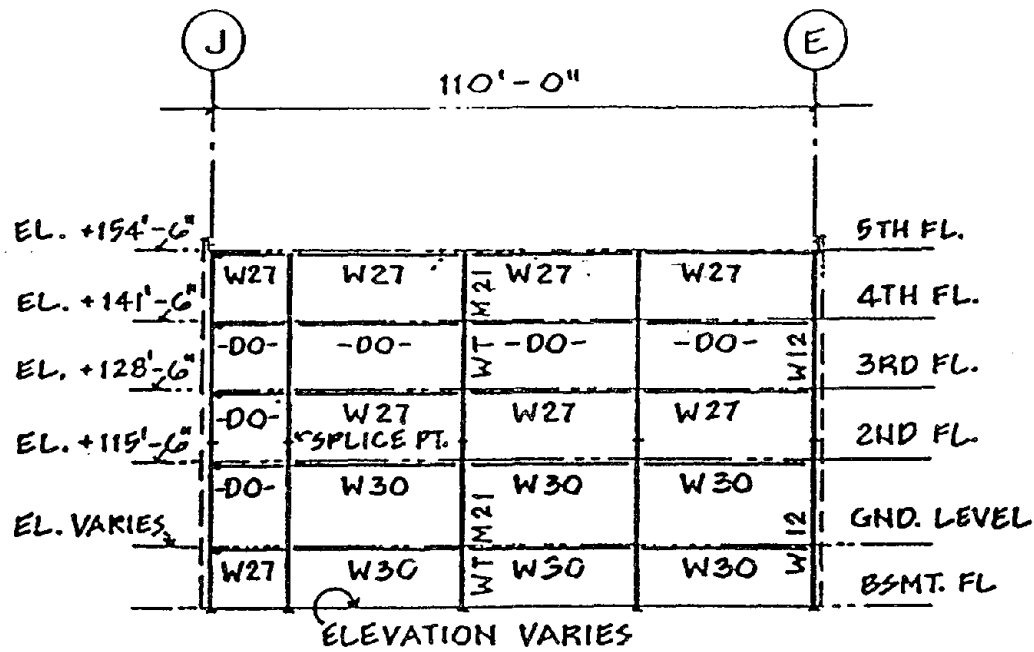 J
E
110'-0"
EL. +154'-6"
5TH FL.
W27 W27 W27 W27
M21
EL. +141'-6"
4TH FL.
-DO- -DO- WT -DO- -DO- W12
EL. +128'-6"
3RD FL.
-DO- W27 W27 W27
EL. +115'-6"
SPLICE PT.
2ND FL.
-DO- W30 W30 W30
EL. VARIES
WTM21
W12
GND. LEVEL
W27 W30 W30 W30
BSMT. FL
ELEVATION VARIES